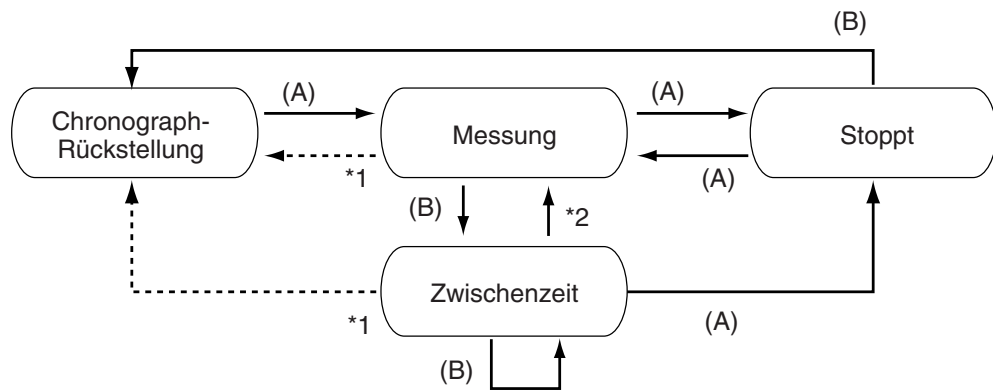 (B)
Chronograph-
Rückstellung
(A)
*1
Messung
(A)
(A)
Stoppt
(B)
*2
Zwischenzeit
*1
(A)
(B)